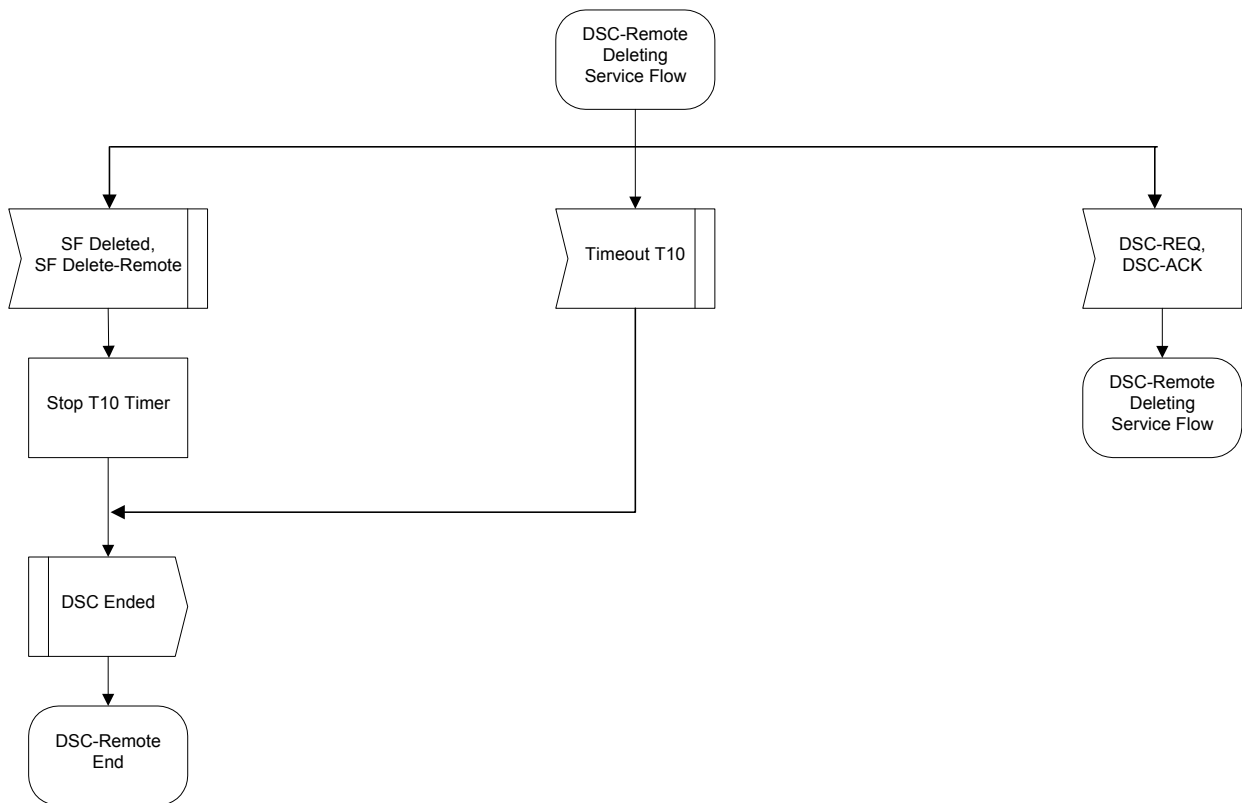 DSC-Remote
Deleting
Service Flow
SF Deleted,
SF Delete-Remote
Timeout T10
DSC-REQ,
DSC-ACK
Stop T10 Timer
DSC-Remote
Deleting
Service Flow
DSC Ended
DSC-Remote
End